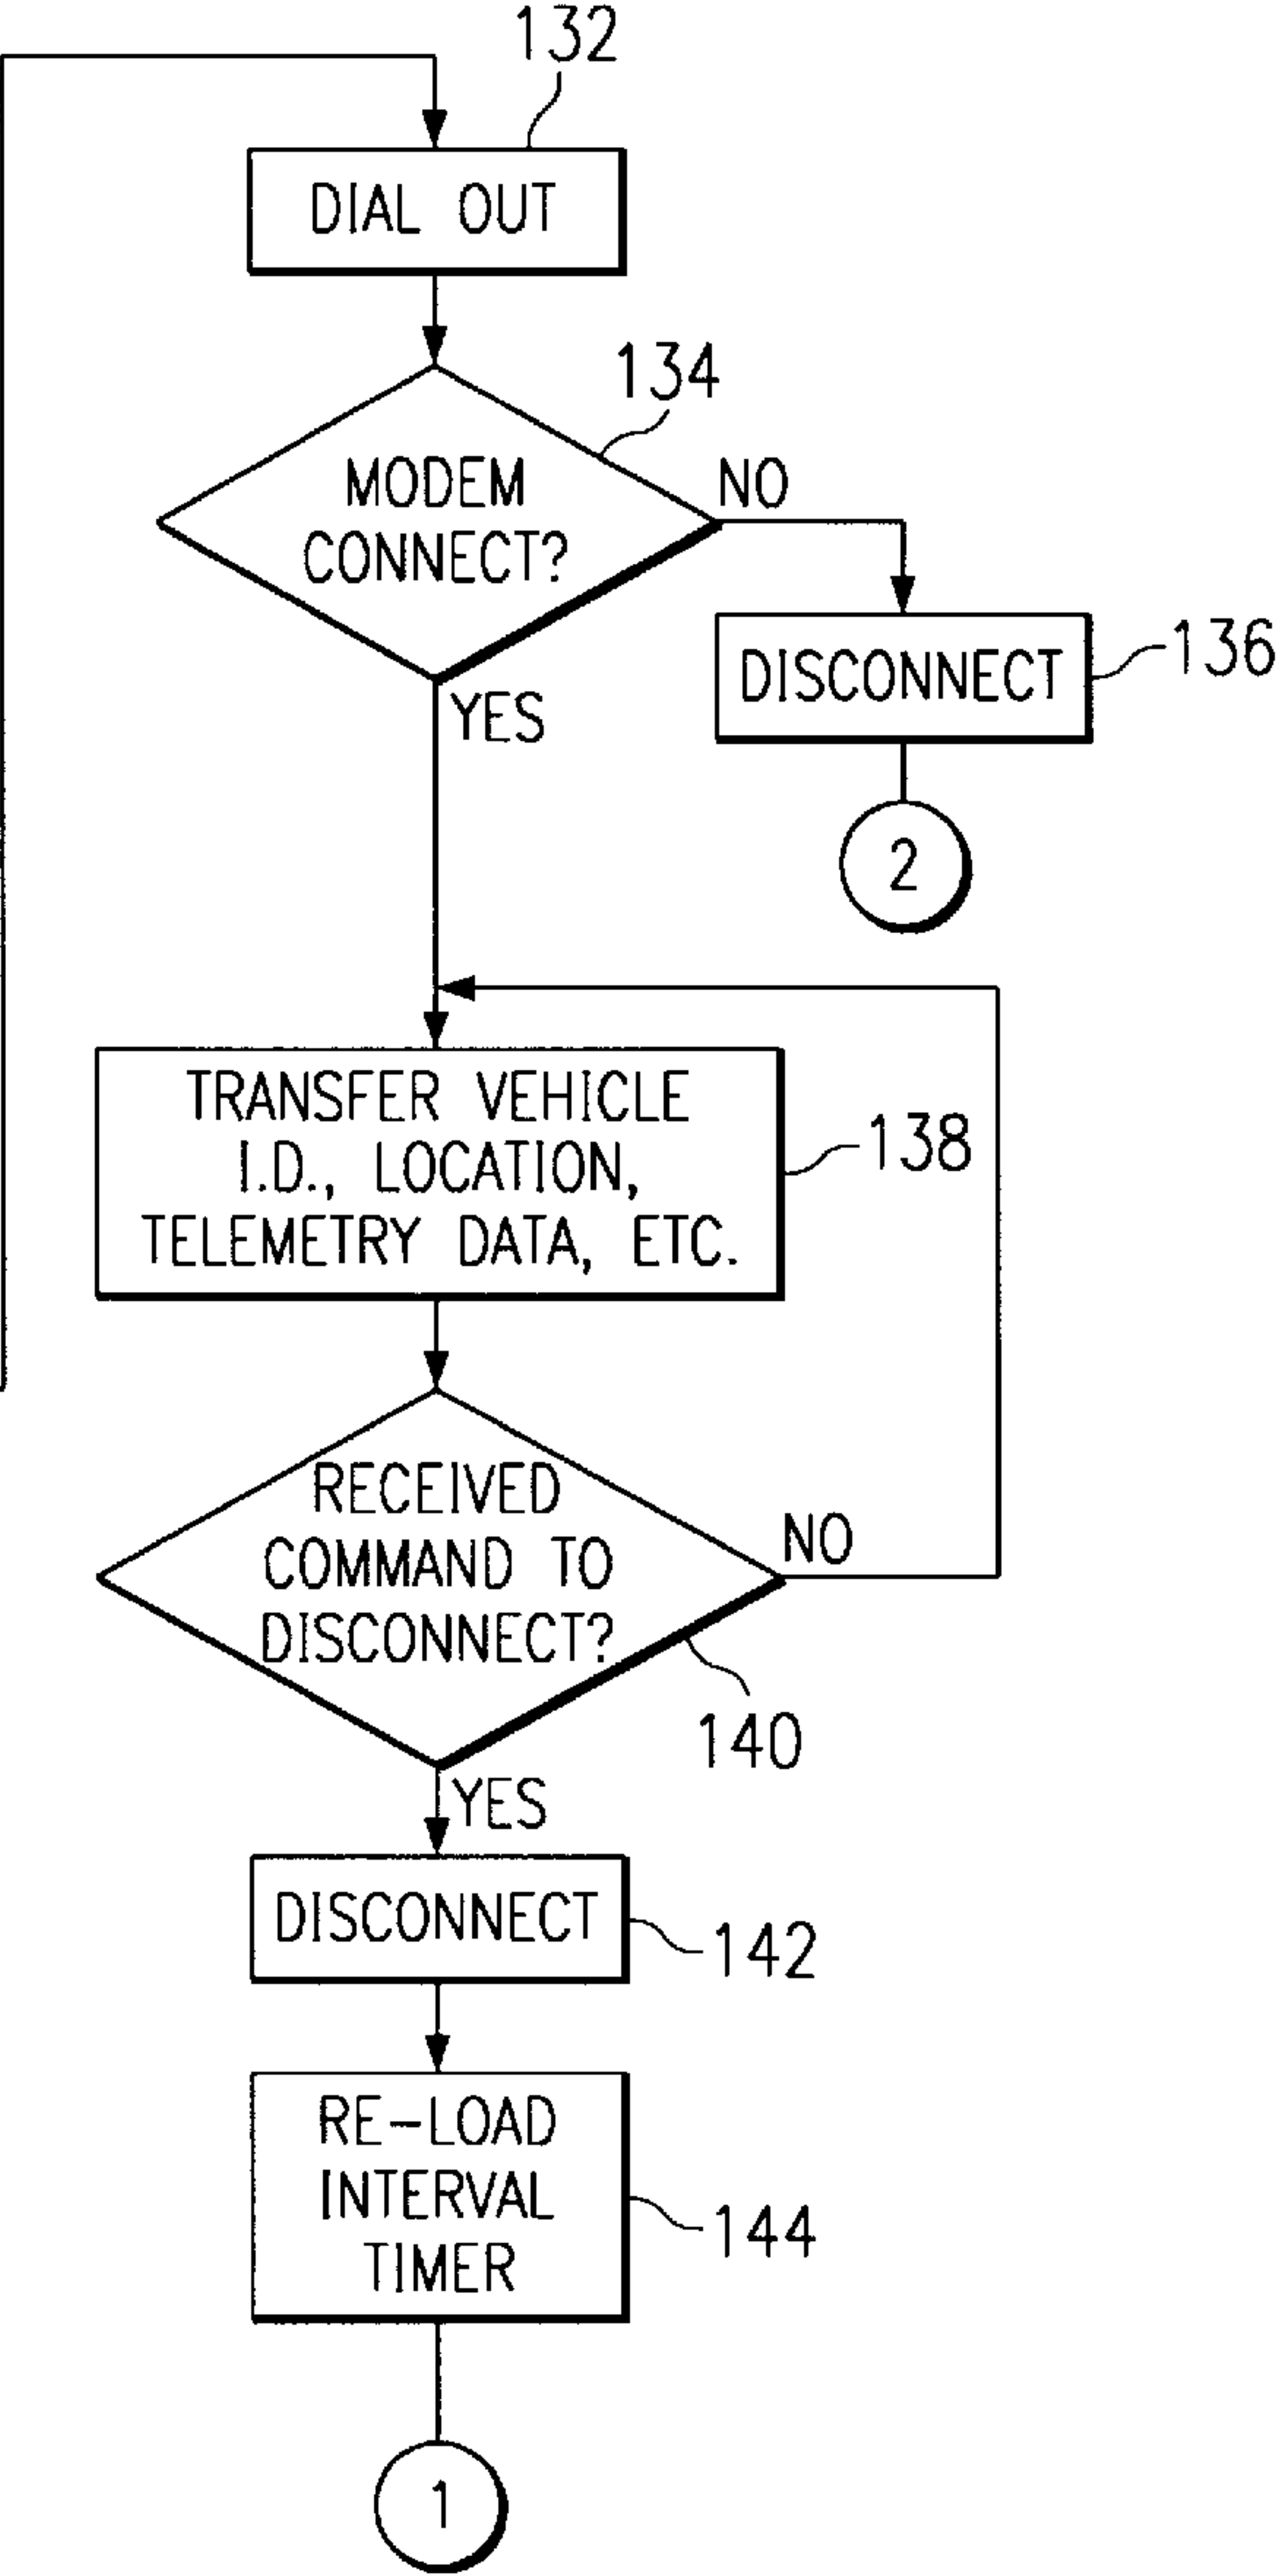 132
DIAL OUT
134
MODEM
CONNECT?
NO
YES
DISCONNECT
136
2
TRANSFER VEHICLE
I.D., LOCATION,
TELEMETRY DATA, ETC.
138
RECEIVED
COMMAND TO
DISCONNECT?
NO
140
YES
DISCONNECT
142
RE-LOAD
INTERVAL
TIMER
144
1